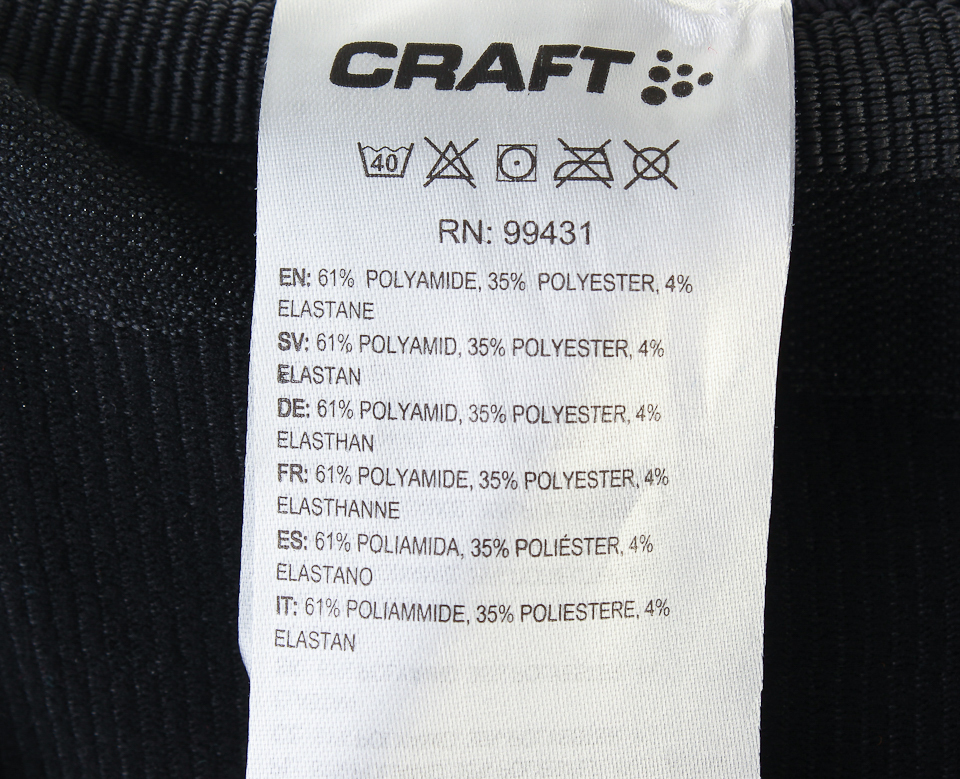 CRAFT
40
RN: 99431
EN: 61% POLYAMIDE, 35% POLYESTER, 4%
ELASTANE
SV: 61% POLYAMID, 35% POLYESTER, 4%
ELASTAN
DE: 61% POLYAMID, 35% POLYESTER, 4%
ELASTHAN
FR: 61% POLYAMIDE, 35% POLYESTER, 4%
ELASTHANNE
ES: 61% POLIAMIDA, 35% POLIÉSTER, 4%
ELASTANO
IT: 61% POLIAMMIDE, 35% POLIESTERE, 4%
ELASTAN